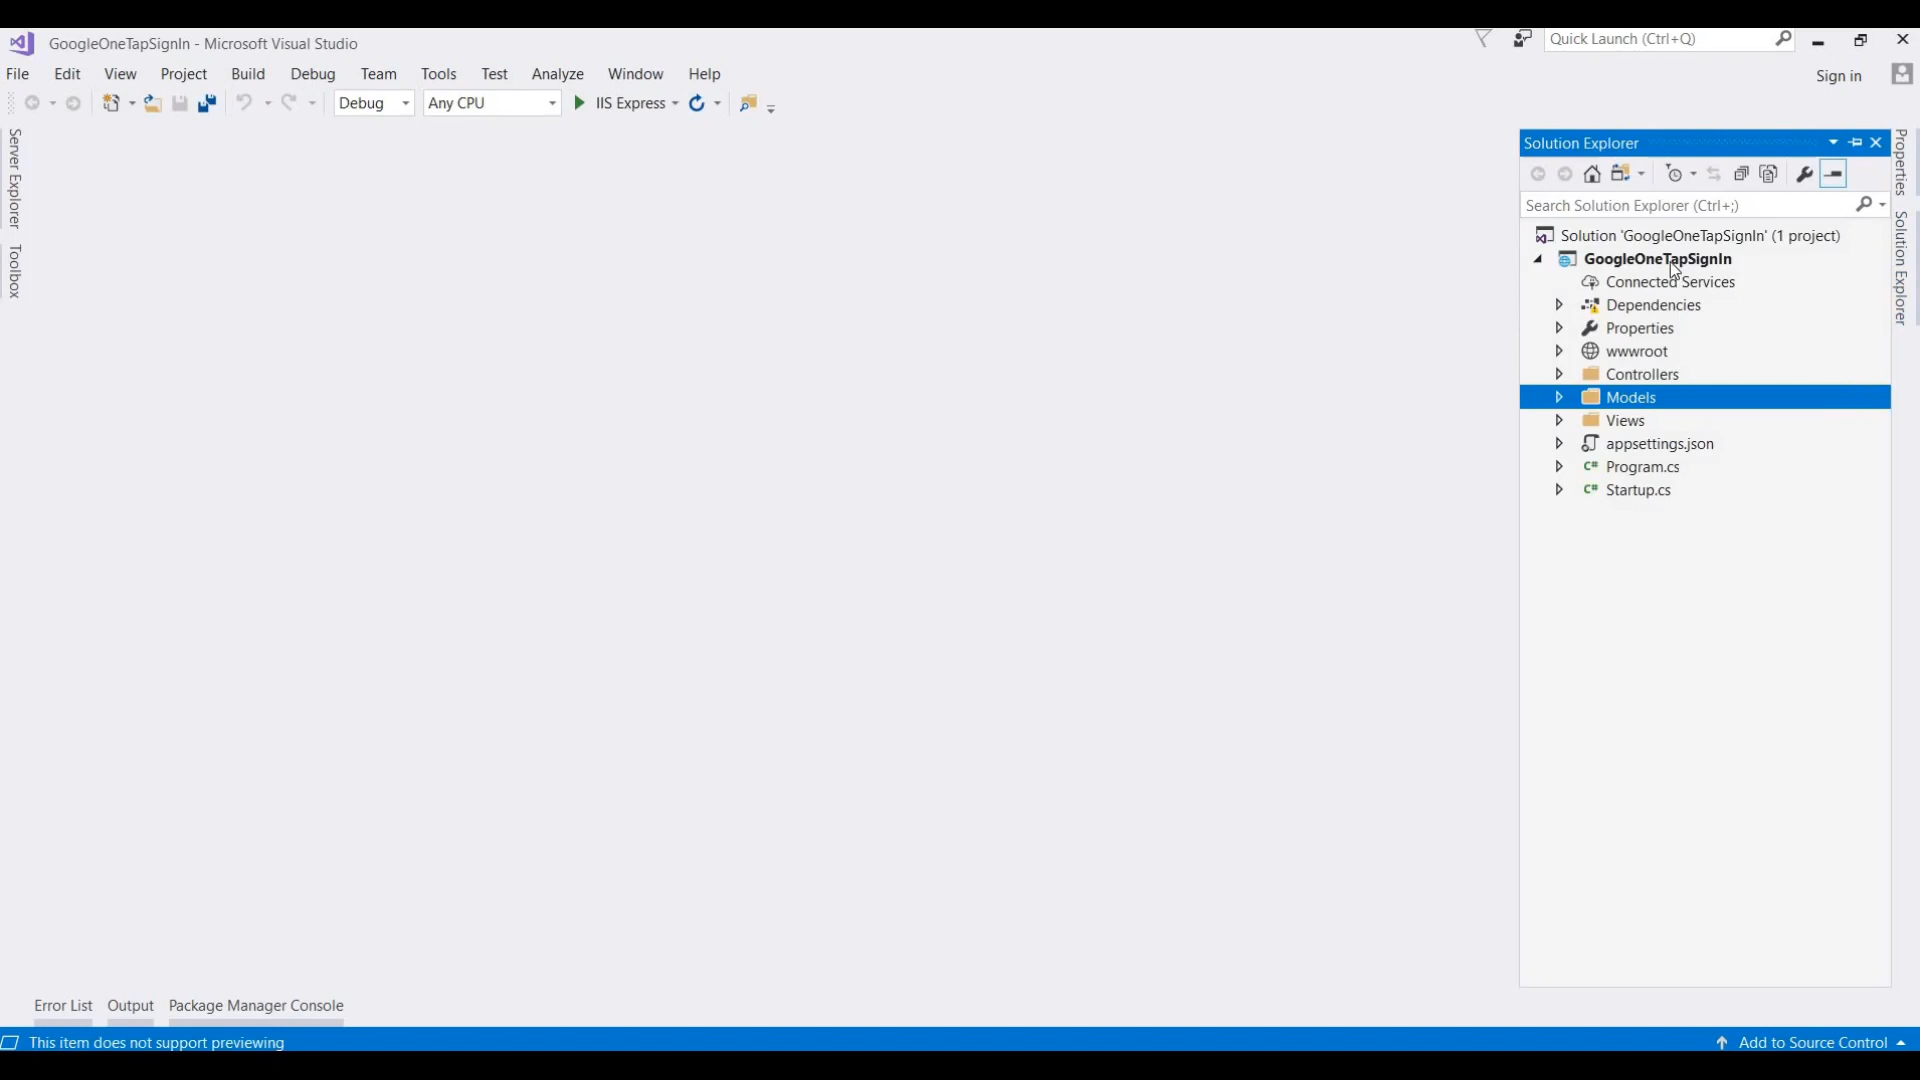 GoogleOneTapSignIn - Microsoft Visual Studio
Quick Launch (Ctrl+Q)
File Edit View Project Build Debug Team Tools Test Analyze Window Help
Sign in
Debug Any CPU IIS Express
Server Explorer
Toolbox
Solution Explorer
Search Solution Explorer (Ctrl+;)
Solution 'GoogleOneTapSignIn' (1 project)
GoogleOneTapSignIn
Connected Services
Dependencies
Properties
wwwroot
Controllers
Models
Views
appsettings.json
C# Program.cs
C# Startup.cs
Properties
Solution Explorer
Error List Output Package Manager Console
This item does not support previewing
Add to Source Control